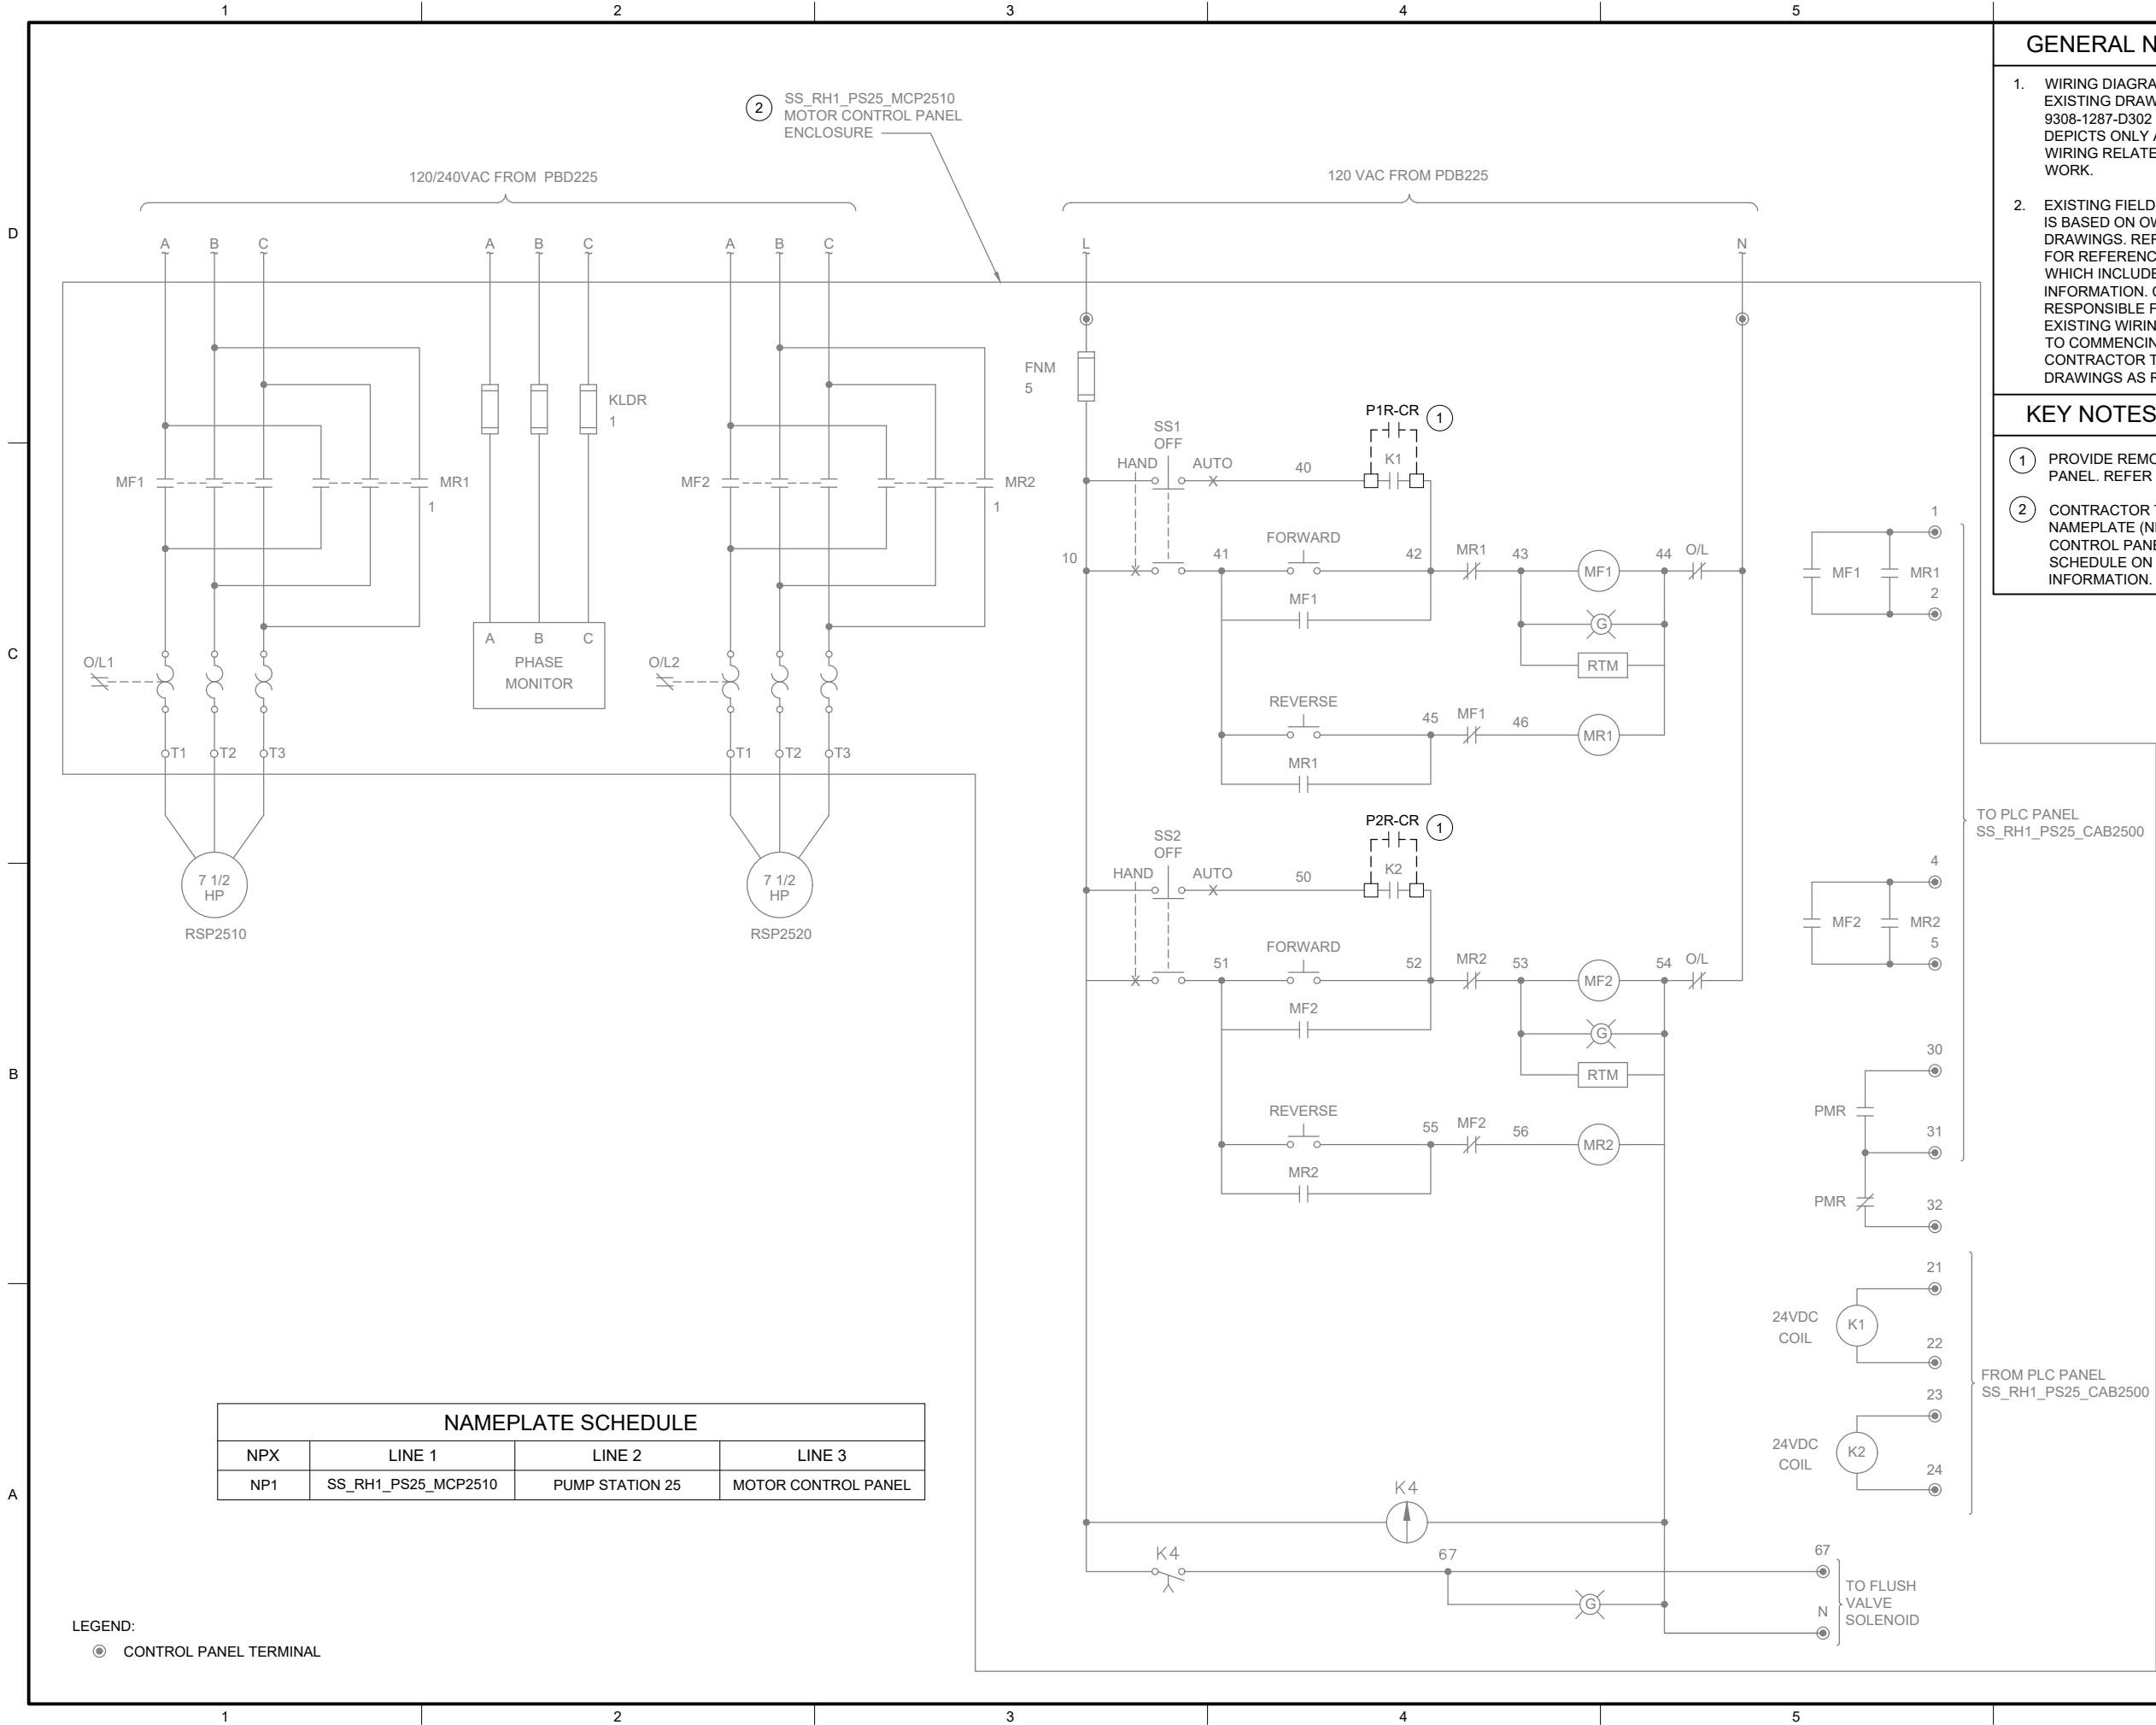 1 2 3 4 5
GENERAL N
1. WIRING DIAGRA
EXISTING DRAW
9308-1287-D302
DEPICTS ONLY A
WIRING RELATE
WORK.
2. EXISTING FIELD
IS BASED ON OW
DRAWINGS. REF
FOR REFERENC
WHICH INCLUDE
INFORMATION. C
RESPONSIBLE F
EXISTING WIRIN
TO COMMENCIN
CONTRACTOR T
DRAWINGS AS R
KEY NOTES
1 PROVIDE REMO
PANEL. REFER
2 CONTRACTOR T
NAMEPLATE (N
CONTROL PANE
SCHEDULE ON
INFORMATION.
D
C
B
A
2 SS_RH1_PS25_MCP2510
MOTOR CONTROL PANEL
ENCLOSURE
120/240VAC FROM PBD225
A B C A B C A B C
KLDR
1
MF1 MR1
1
MF2 MR2
1
O/L1
A B C
PHASE
MONITOR
O/L2
T1 T2 T3
T1 T2 T3
7 1/2
HP
RSP2510
7 1/2
HP
RSP2520
120 VAC FROM PDB225
L N
FNM
5
P1R-CR 1
SS1
OFF
HAND AUTO 40 K1
10 41 FORWARD 42 MR1 43 MF1 44 O/L
MF1
G
RTM
REVERSE
45 MF1 46 MR1
MR1
P2R-CR 1
SS2
OFF
HAND AUTO 50 K2
51 FORWARD 52 MR2 53 MF2 54 O/L
MF2
G
RTM
REVERSE
55 MF2 56 MR2
MR2
K4
K4 67
G
1
MF1 MR1
2
TO PLC PANEL
SS_RH1_PS25_CAB2500
4
MF2 MR2
5
30
PMR
31
PMR 32
21
24VDC
COIL
K1
22
FROM PLC PANEL
SS_RH1_PS25_CAB2500
23
24VDC
COIL
K2
24
67
TO FLUSH
VALVE
SOLENOID
N
NAMEPLATE SCHEDULE
NPX LINE 1 LINE 2 LINE 3
NP1 SS_RH1_PS25_MCP2510 PUMP STATION 25 MOTOR CONTROL PANEL
LEGEND:
CONTROL PANEL TERMINAL
1 2 3 4 5